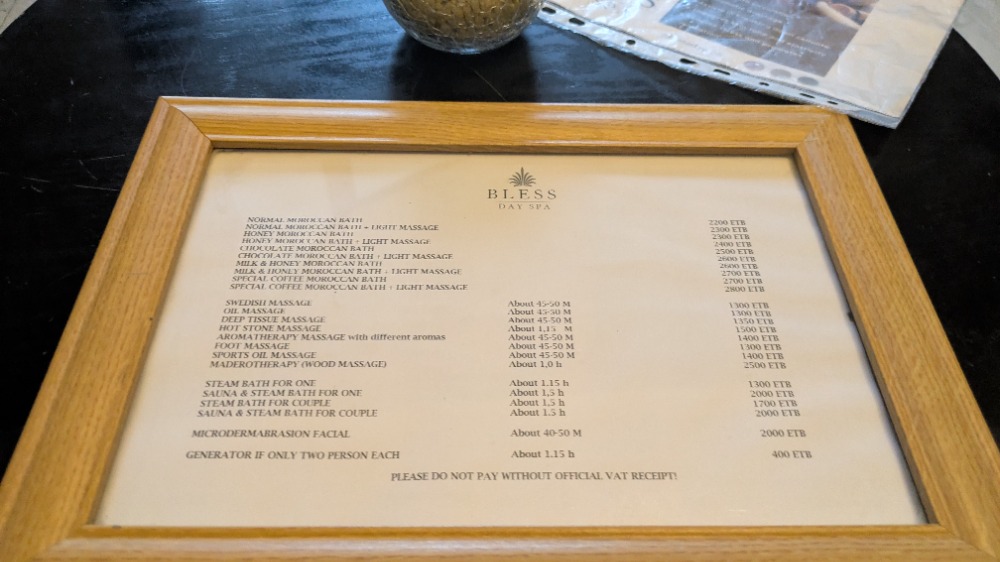 BLESS
DAY SPA
NORMAL MOROCCAN BATH 2200 ETB
NORMAL MOROCCAN BATH + LIGHT MASSAGE 2300 ETB
HONEY MOROCCAN BATH 2300 ETB
HONEY MOROCCAN BATH + LIGHT MASSAGE 2400 ETB
CHOCOLATE MOROCCAN BATH 2500 ETB
CHOCOLATE MOROCCAN BATH + LIGHT MASSAGE 2600 ETB
MILK & HONEY MOROCCAN BATH 2600 ETB
MILK & HONEY MOROCCAN BATH + LIGHT MASSAGE 2700 ETB
SPECIAL COFFEE MOROCCAN BATH 2700 ETB
SPECIAL COFFEE MOROCCAN BATH + LIGHT MASSAGE 2800 ETB
SWEDISH MASSAGE About 45-50 M 1300 ETB
OIL MASSAGE About 45-50 M 1300 ETB
DEEP TISSUE MASSAGE About 45-50 M 1350 ETB
HOT STONE MASSAGE About 1,15 M 1500 ETB
AROMATHERAPY MASSAGE with different aromas About 45-50 M 1400 ETB
FOOT MASSAGE About 45-50 M 1300 ETB
SPORTS OIL MASSAGE About 45-50 M 1400 ETB
MADEROTHERAPY (WOOD MASSAGE) About 1,0 h 2500 ETB
STEAM BATH FOR ONE About 1.15 h 1300 ETB
SAUNA & STEAM BATH FOR ONE About 1,5 h 2000 ETB
STEAM BATH FOR COUPLE About 1,5 h 1700 ETB
SAUNA & STEAM BATH FOR COUPLE About 1.5 h 2000 ETB
MICRODERMABRASION FACIAL About 40-50 M 2000 ETB
GENERATOR IF ONLY TWO PERSON EACH About 1.15 h 400 ETB
PLEASE DO NOT PAY WITHOUT OFFICIAL VAT RECEIPT!